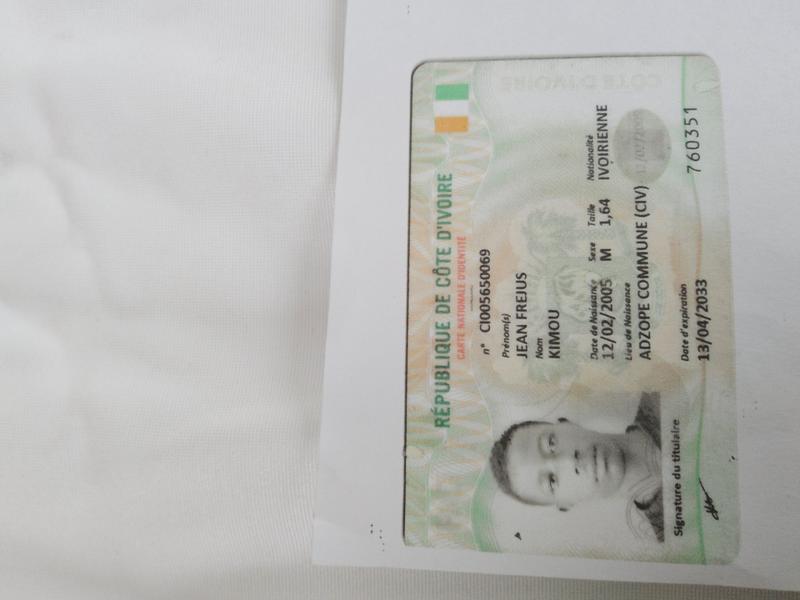 CÔTE D'IVOIRE
RÉPUBLIQUE DE CÔTE D'IVOIRE
CARTE NATIONALE D'IDENTITÉ
n° CI005650069
Prénom(s)
JEAN FREJUS
Nom
KIMOU
Date de Naissance Sexe Taille Nationalité
12/02/2005 M 1,64 IVOIRIENNE
Lieu de Naissance
ADZOPE COMMUNE (CIV)
Date d'expiration
13/04/2033
760351
Signature du titulaire